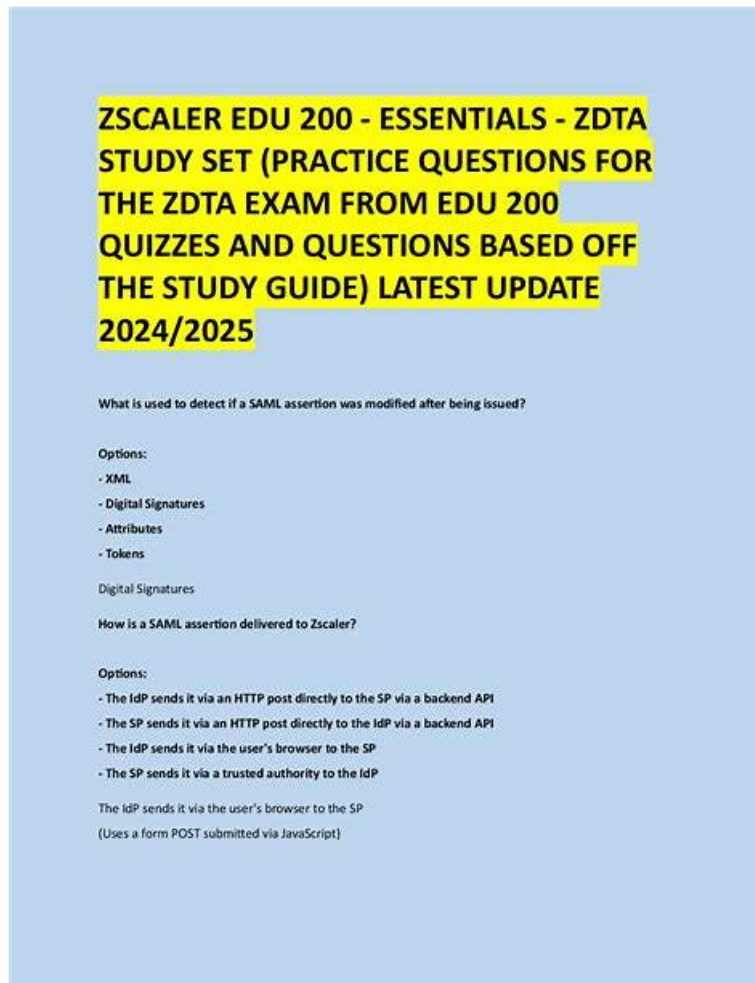 ZSCALER EDU 200 - ESSENTIALS - ZDTA
STUDY SET (PRACTICE QUESTIONS FOR
THE ZDTA EXAM FROM EDU 200
QUIZZES AND QUESTIONS BASED OFF
THE STUDY GUIDE) LATEST UPDATE
2024/2025
What is used to detect if a SAML assertion was modified after being issued?
Options:
- XML
- Digital Signatures
- Attributes
- Tokens
Digital Signatures
How is a SAML assertion delivered to Zscaler?
Options:
- The IdP sends it via an HTTP post directly to the SP via a backend API
- The SP sends it via an HTTP post directly to the IdP via a backend API
- The IdP sends it via the user's browser to the SP
- The SP sends it via a trusted authority to the IdP
The IdP sends it via the user's browser to the SP
(Uses a form POST submitted via JavaScript)